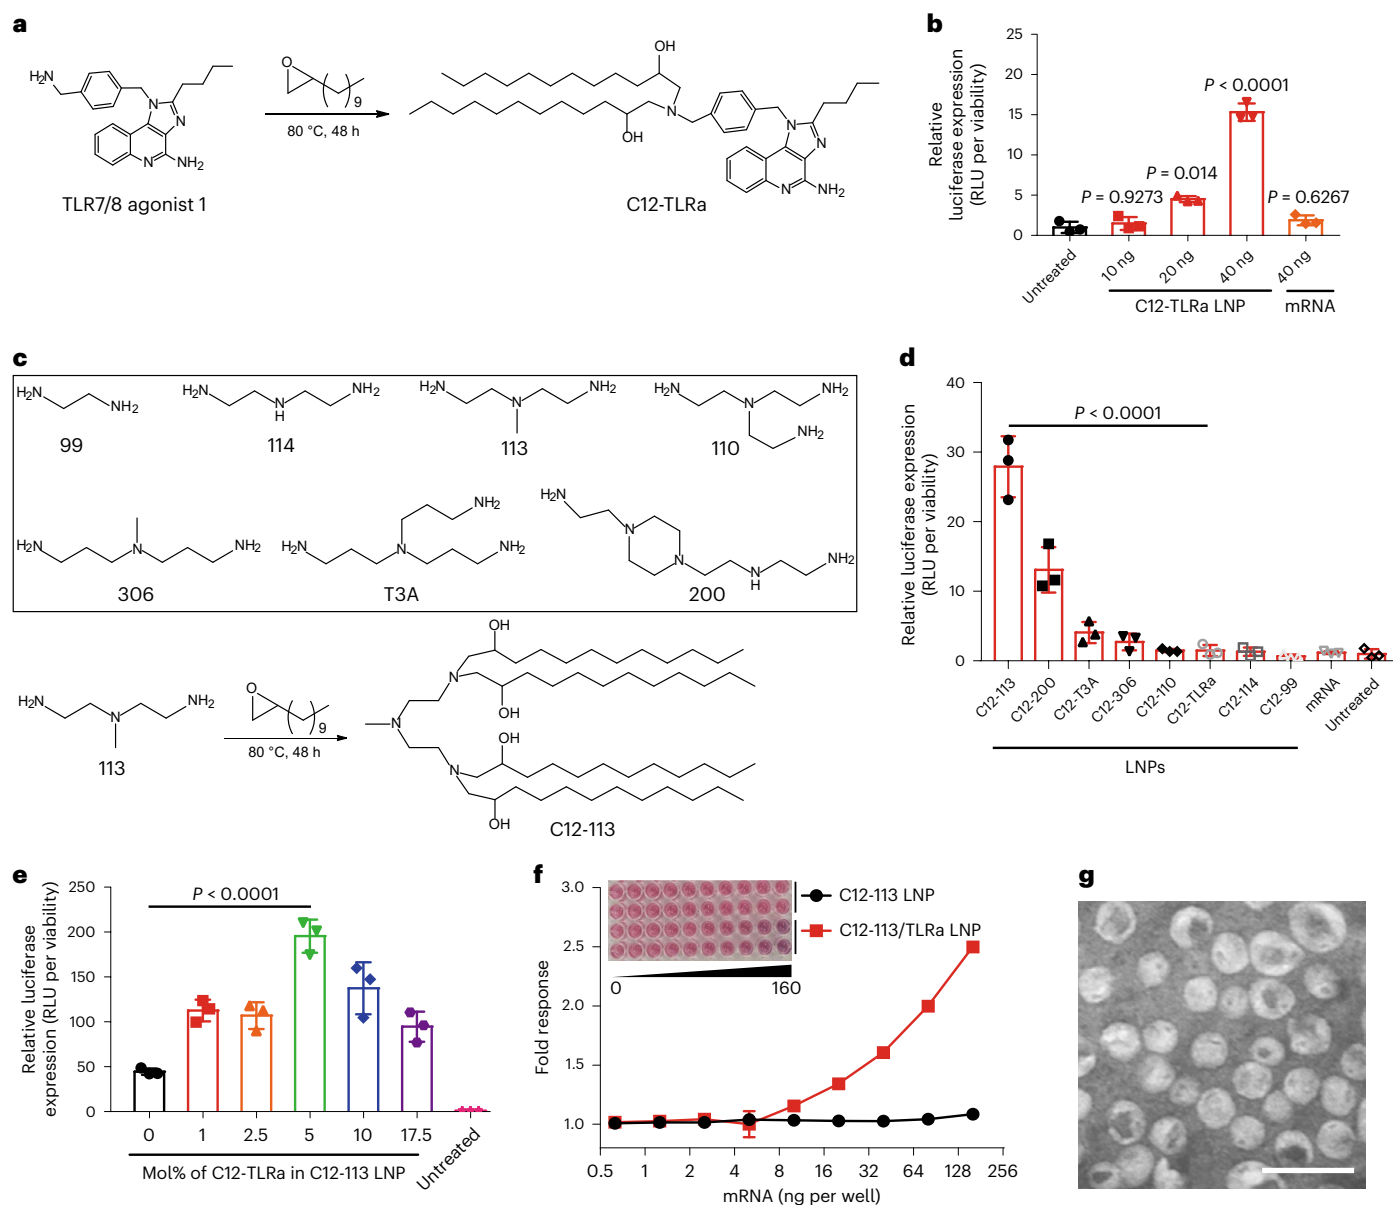 a
H₂N
N
N
N
NH₂
TLR7/8 agonist 1
O
9
80 °C, 48 h
OH
N
OH
N
N
N
NH₂
C12-TLRa
b
Relative
luciferase expression
(RLU per viability)
25
20
15
10
5
0
P < 0.0001
P = 0.014
P = 0.9273
P = 0.6267
Untreated
10 ng
20 ng
40 ng
40 ng
C12-TLRa LNP
mRNA
c
H₂N
NH₂
99
H₂N
N
H
NH₂
114
H₂N
N
NH₂
113
H₂N
N
NH₂
NH₂
110
H₂N
N
NH₂
306
H₂N
N
NH₂
NH₂
T3A
H₂N
N
N
N
H
NH₂
200
H₂N
N
NH₂
113
O
9
80 °C, 48 h
OH
N
OH
N
OH
N
OH
C12-113
d
Relative luciferase expression
(RLU per viability)
40
30
20
10
0
P < 0.0001
C12-113
C12-200
C12-T3A
C12-306
C12-110
C12-TLRa
C12-114
C12-99
mRNA
Untreated
LNPs
e
Relative luciferase
expression (RLU per viability)
250
200
150
100
50
0
P < 0.0001
0
1
2.5
5
10
17.5
Untreated
Mol% of C12-TLRa in C12-113 LNP
f
Fold response
3.0
2.5
2.0
1.5
1.0
0
160
C12-113 LNP
C12-113/TLRa LNP
0.5
1
2
4
8
16
32
64
128
256
mRNA (ng per well)
g